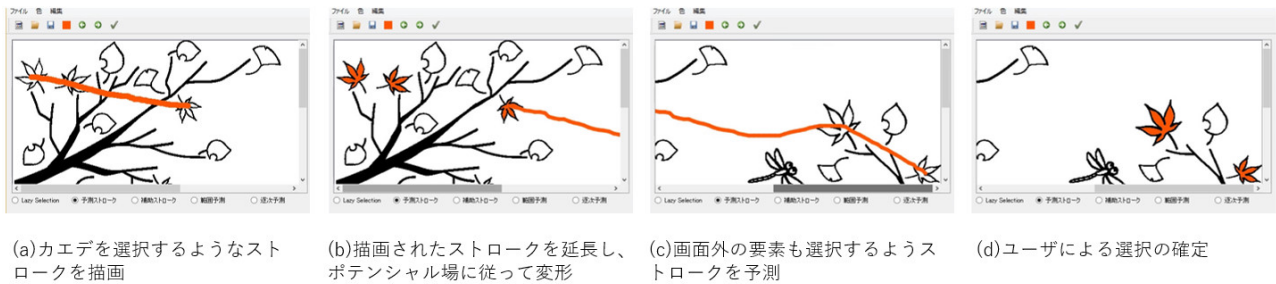 ファイル 色 編集
ファイル 色 編集
ファイル 色 編集
ファイル 色 編集
Lazy Selection 予測ストローク 補助ストローク 範囲予測 逐次予測
Lazy Selection 予測ストローク 補助ストローク 範囲予測 逐次予測
Lazy Selection 予測ストローク 補助ストローク 範囲予測 逐次予測
Lazy Selection 予測ストローク 補助ストローク 範囲予測 逐次予測
(a)カエデを選択するようなスト
ロークを描画
(b)描画されたストロークを延長し、
ポテンシャル場に従って変形
(c)画面外の要素も選択するようス
トロークを予測
(d)ユーザによる選択の確定